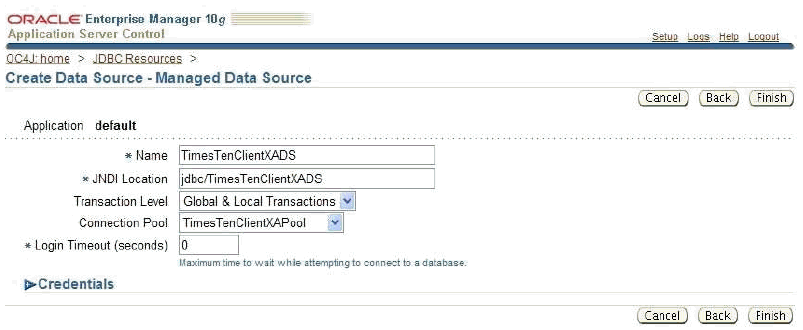 ORACLE Enterprise Manager 10g
Application Server Control
Setup Logs Help Logout
OC4J: home > JDBC Resources >
Create Data Source - Managed Data Source
Cancel Back Finish
Application default
* Name TimesTenClientXADS
* JNDI Location jdbc/TimesTenClientXADS
Transaction Level Global & Local Transactions
Connection Pool TimesTenClientXAPool
* Login Timeout (seconds) 0
Maximum time to wait while attempting to connect to a database.
Credentials
Cancel Back Finish